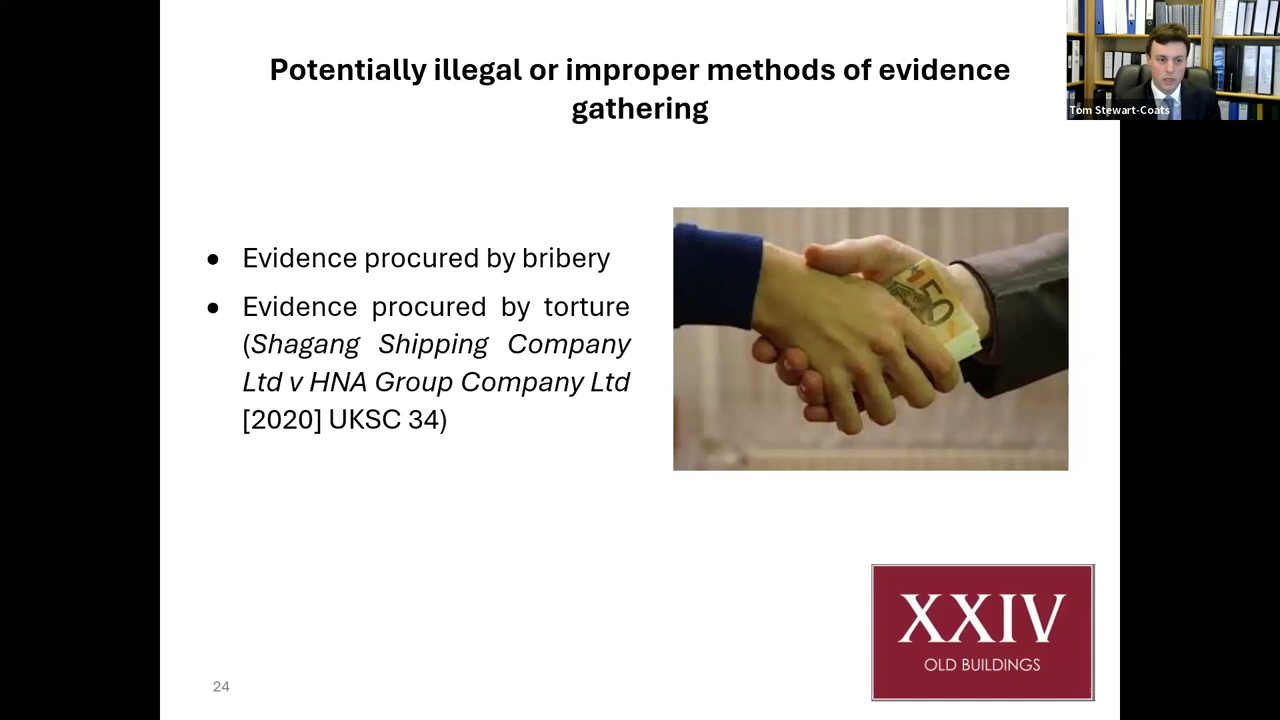 Potentially illegal or improper methods of evidence
gathering
Tom Stewart-Coats
● Evidence procured by bribery
● Evidence procured by torture
(Shagang Shipping Company
Ltd v HNA Group Company Ltd
[2020] UKSC 34)
50
XXIV
OLD BUILDINGS
24